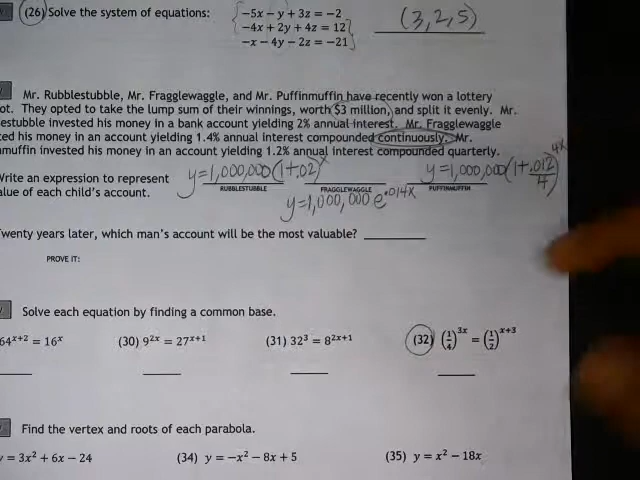 (26) Solve the system of equations:
-5x - y + 3z = -2
-4x + 2y + 4z = 12
-x - 4y - 2z = -21
(3,2,5)
Mr. Rubblestubble, Mr. Fragglewaggle, and Mr. Puffinmuffin have recently won a lottery
ot. They opted to take the lump sum of their winnings, worth $3 million, and split it evenly. Mr.
estubble invested his money in a bank account yielding 2% annual interest. Mr. Fragglewaggle
ted his money in an account yielding 1.4% annual interest compounded continuously. Mr.
nmuffin invested his money in an account yielding 1.2% annual interest compounded quarterly.
Write an expression to represent
alue of each child's account.
y=1,000,000(1+.02)^x
y=1,000,000(1+.012/4)^4x
RUBBLESTUBBLE FRAGGLEWAGGLE PUFFINMUFFIN
y=1,000,000e^.014x
wenty years later, which man's account will be the most valuable?
PROVE IT:
Solve each equation by finding a common base.
64^x+2 = 16^x (30) 9^2x = 27^x+1 (31) 32^3 = 8^2x+1 (32) (1/4)^3x = (1/2)^x+3
Find the vertex and roots of each parabola.
= 3x² + 6x - 24 (34) y = -x² - 8x + 5 (35) y = x² - 18x